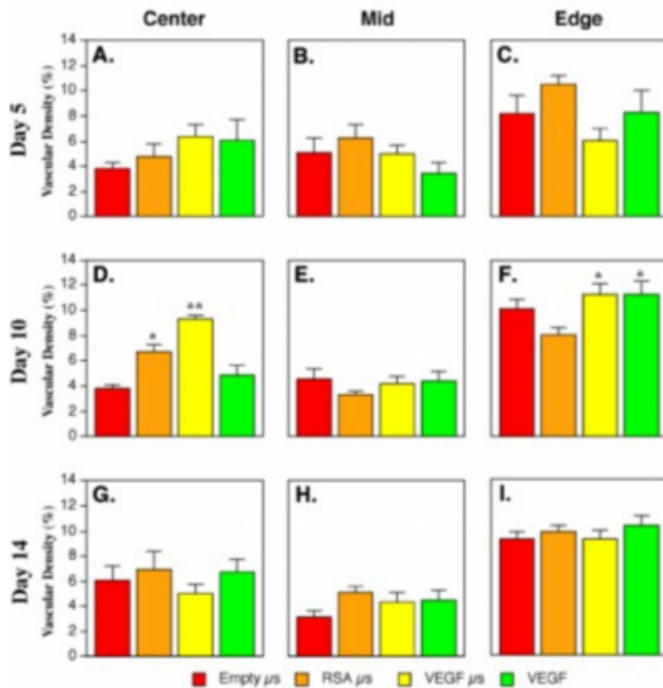 Center Mid Edge
Day 5
Vascular Density (%)
14 12 10 8 6 4 2 0
A. B. C.
Day 10
Vascular Density (%)
14 12 10 8 6 4 2 0
D. E. F.
* ** * *
Day 14
Vascular Density (%)
14 12 10 8 6 4 2 0
G. H. I.
Empty µs RSA µs VEGF µs VEGF